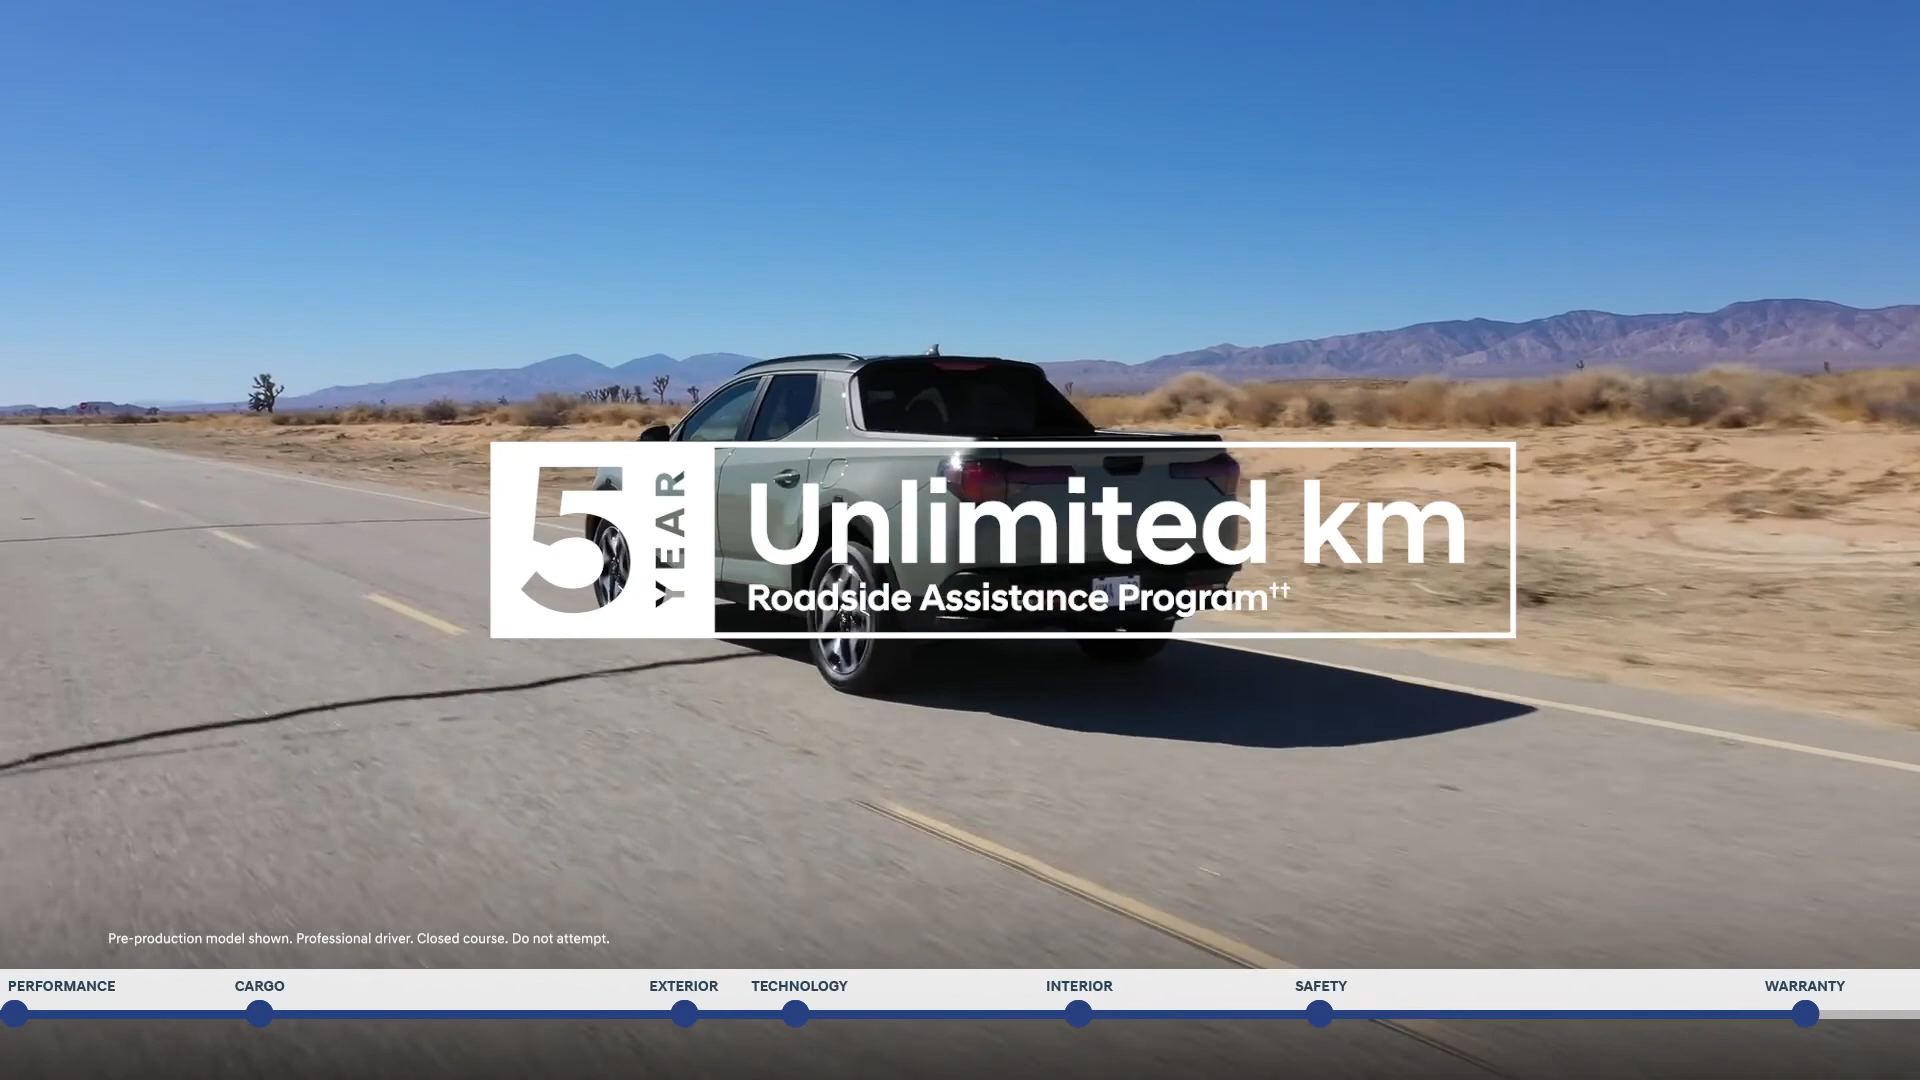 5 YEAR
Unlimited km
Roadside Assistance Program††
Pre-production model shown. Professional driver. Closed course. Do not attempt.
PERFORMANCE CARGO EXTERIOR TECHNOLOGY INTERIOR SAFETY WARRANTY